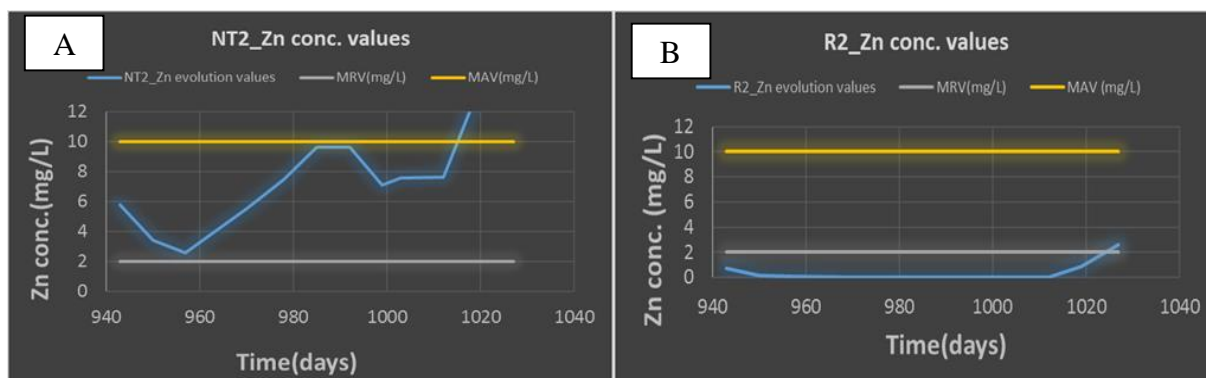 A
NT2_Zn conc. values
NT2_Zn evolution values MRV(mg/L) MAV(mg/L)
Zn conc.(mg/L)
12
10
8
6
4
2
0
940 960 980 1000 1020 1040
Time(days)
B
R2_Zn conc. values
R2_Zn evolution values MRV(mg/L) MAV (mg/L)
Zn conc. (mg/L)
12
10
8
6
4
2
0
940 960 980 1000 1020 1040
Time(days)